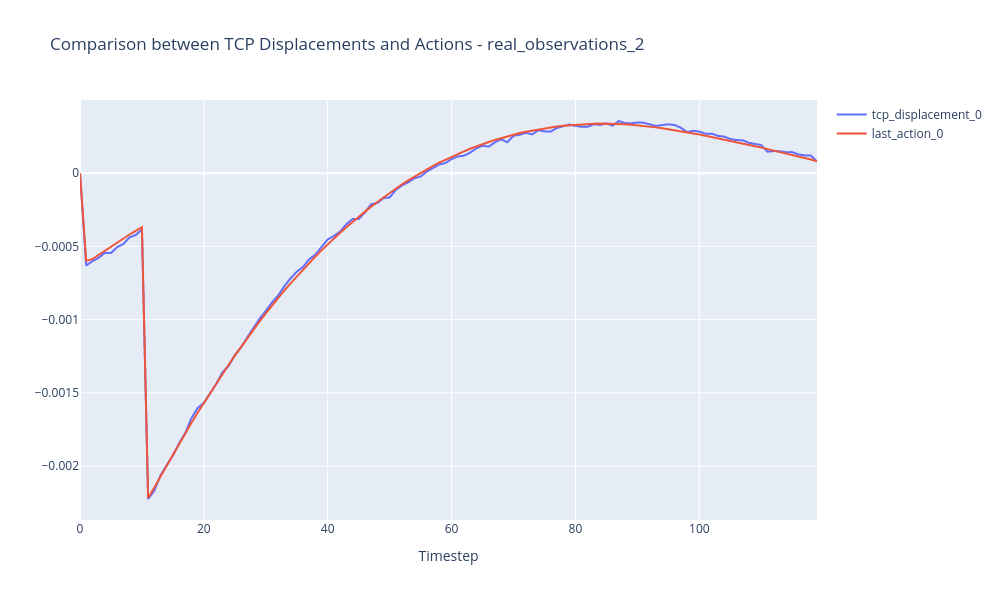 Comparison between TCP Displacements and Actions - real_observations_2
tcp_displacement_0
last_action_0
0
−0.0005
−0.001
−0.0015
−0.002
0 20 40 60 80 100
Timestep